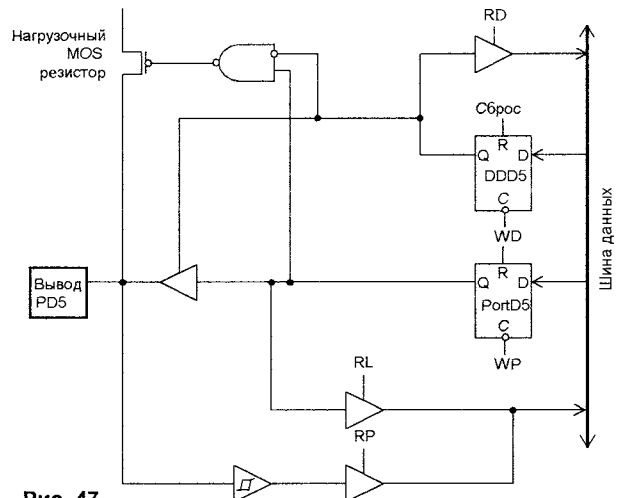 Нагрузочный
MOS
резистор
RD
Сброс
Q
R
D
DDD5
C
WD
Вывод
PD5
Q
R
D
PortD5
C
WP
RL
RP
Шина данных
Рис. 47